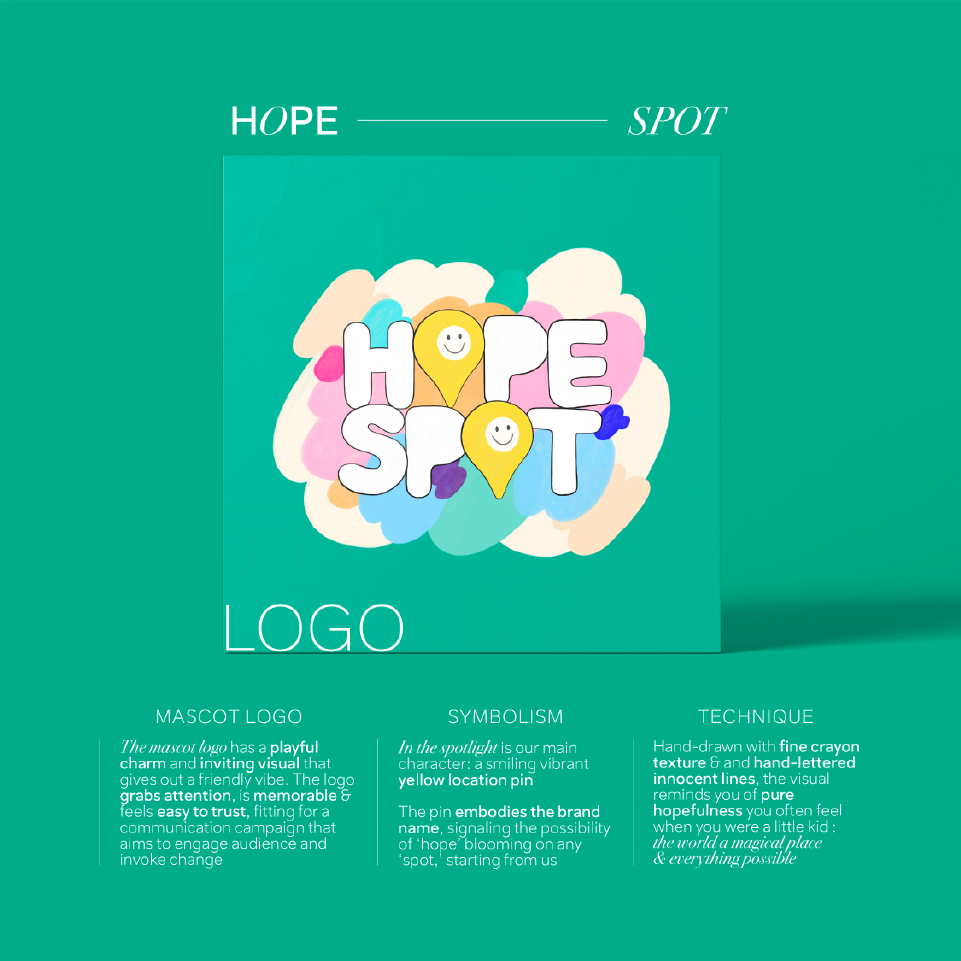 HOPE SPOT
HOPE
SPOT
LOGO
MASCOT LOGO
The mascot logo has a playful
charm and inviting visual that
gives out a friendly vibe. The logo
grabs attention, is memorable &
feels easy to trust, fitting for a
communication campaign that
aims to engage audience and
invoke change
SYMBOLISM
In the spotlight is our main
character: a smiling vibrant
yellow location pin
The pin embodies the brand
name, signaling the possibility
of ‘hope’ blooming on any
‘spot,’ starting from us
TECHNIQUE
Hand-drawn with fine crayon
texture & and hand-lettered
innocent lines, the visual
reminds you of pure
hopefulness you often feel
when you were a little kid :
the world a magical place
& everything possible